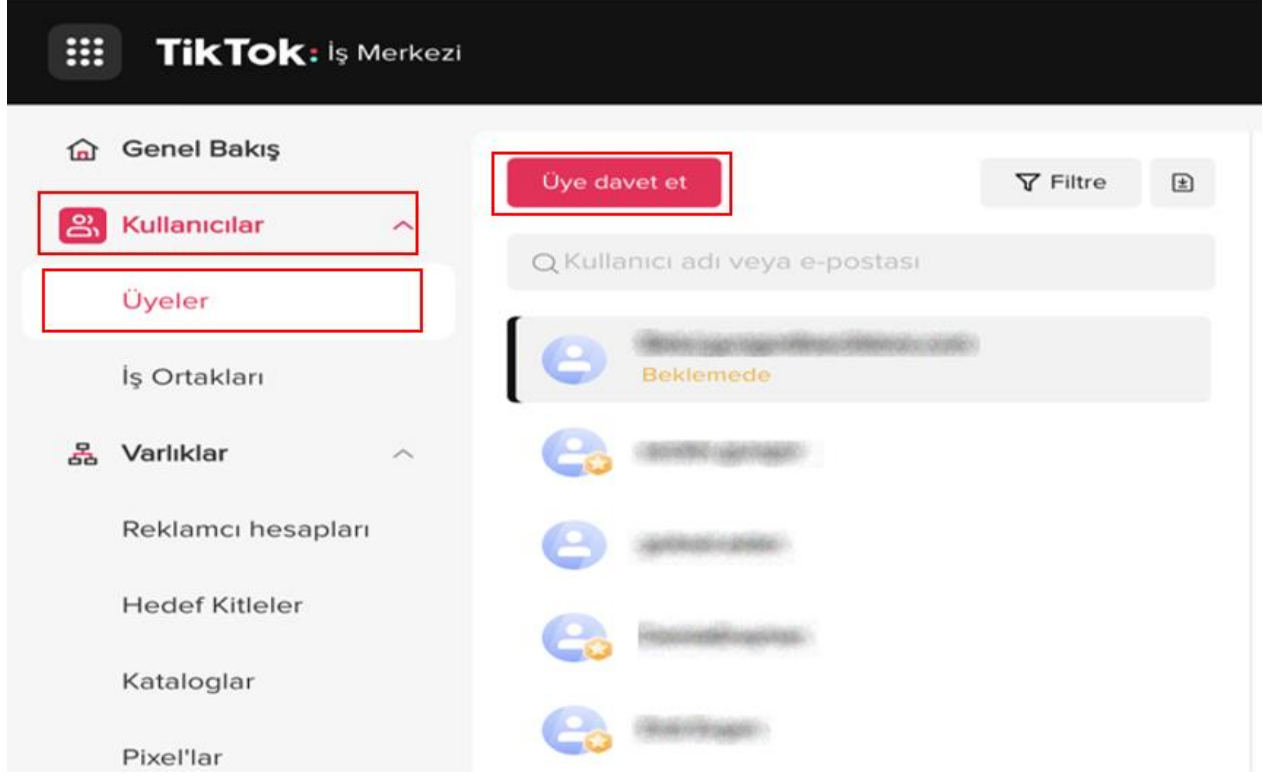 TikTok: İş Merkezi
Genel Bakış
Kullanıcılar
Üyeler
İş Ortakları
Varlıklar
Reklamcı hesapları
Hedef Kitleler
Kataloglar
Pixel'lar
Üye davet et
Filtre
Kullanıcı adı veya e-postası
Beklemede